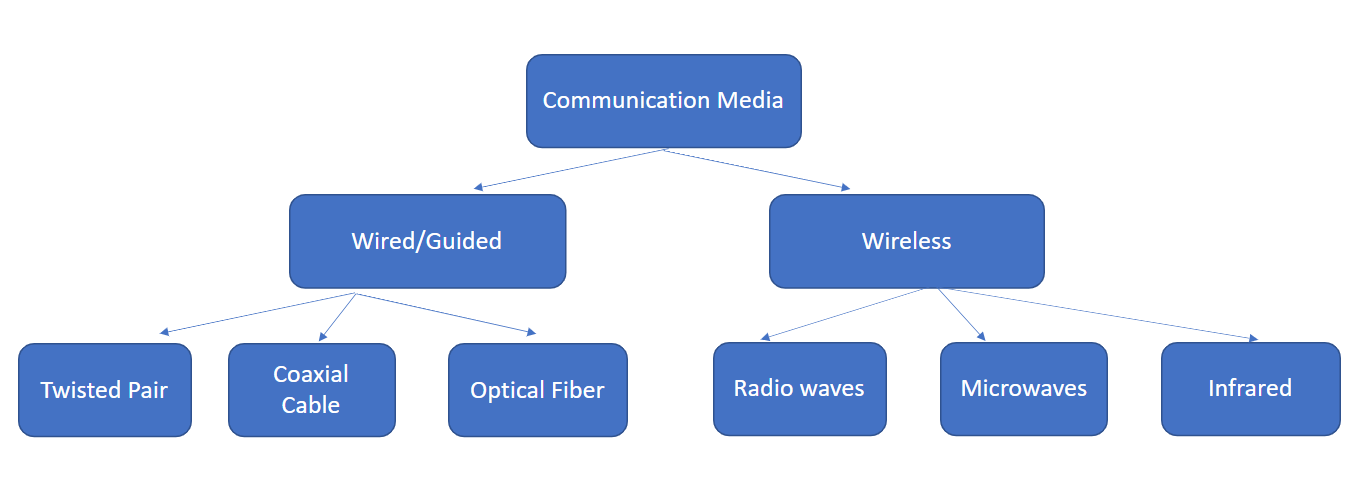 Communication Media
Wired/Guided
Wireless
Twisted Pair
Coaxial
Cable
Optical Fiber
Radio waves
Microwaves
Infrared